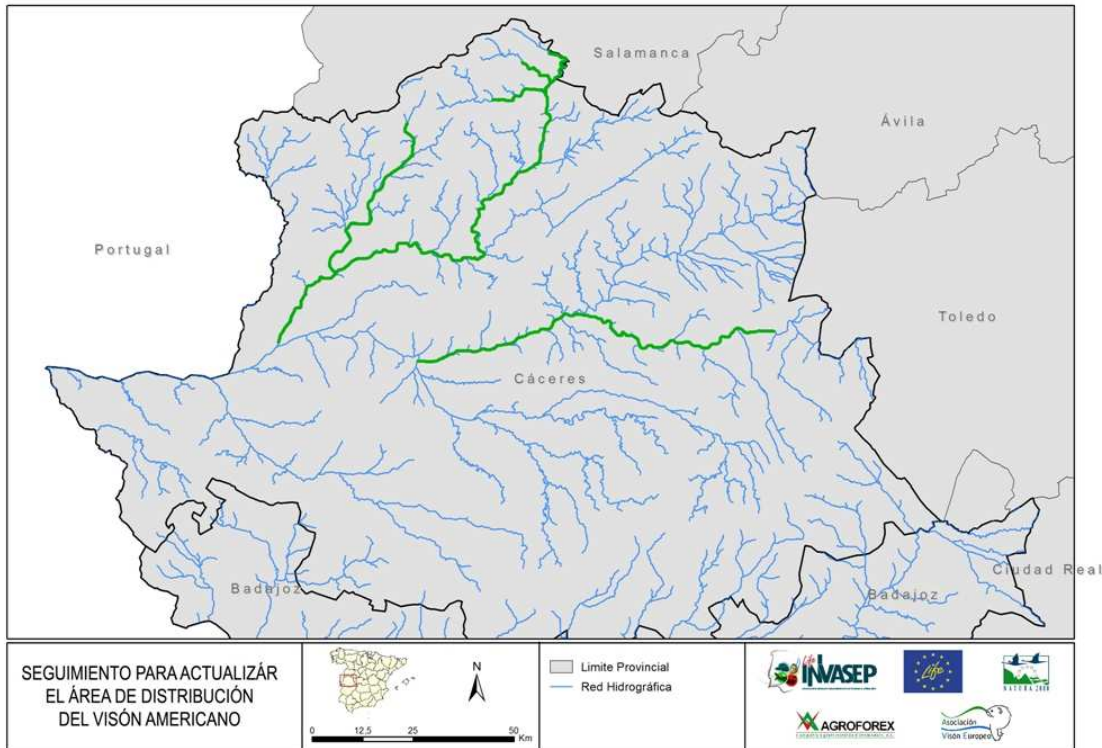 Salamanca
Ávila
Portugal
Toledo
Cáceres
Ciudad Real
Badajoz
Badajoz
SEGUIMIENTO PARA ACTUALIZÁR
EL ÁREA DE DISTRIBUCIÓN
DEL VISÓN AMERICANO
N
0 12,5 25 50
Km
Limite Provincial
Red Hidrográfica
Life
INVASEP
Life
NATURA 2000
AGROFOREX
Asociación
Visón Europeo